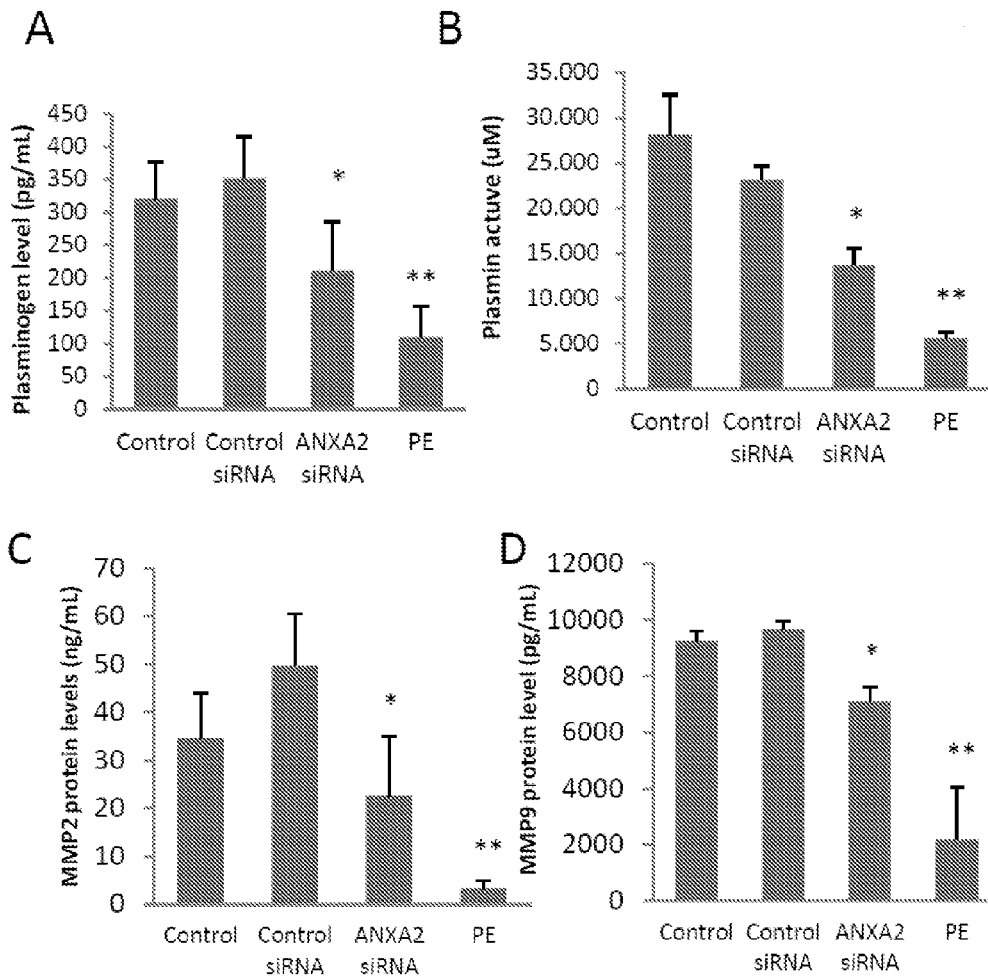 A
Plasminogen level (pg/mL)
450
400
350
300
250
200
150
100
50
0
*
**
Control
Control
siRNA
ANXA2
siRNA
PE
B
Plasmin actuve (uM)
35.000
30.000
25.000
20.000
15.000
10.000
5.000
0
*
**
Control
Control
siRNA
ANXA2
siRNA
PE
C
MMP2 protein levels (ng/mL)
70
60
50
40
30
20
10
0
*
**
Control
Control
siRNA
ANXA2
siRNA
PE
D
MMP9 protein level (pg/mL)
12000
10000
8000
6000
4000
2000
0
*
**
Control
Control
siRNA
ANXA2
siRNA
PE